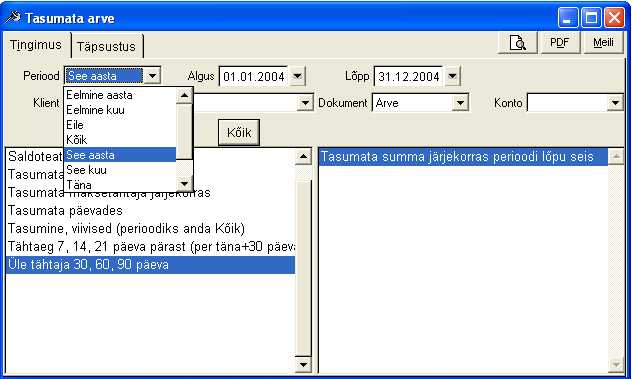 Tasumata arve
Tingimus Täpsustus PDF Meili
Periood See aasta Algus 01.01.2004 Lõpp 31.12.2004
Klient Dokument Arve Konto
Eelmine aasta
Eelmine kuu
Eile
Kõik
See aasta
See kuu
Täna
Kõik
Saldoteat
Tasumata
Tasumata maksetähtaja järjekorras
Tasumata päevades
Tasumine, viivised (perioodiks anda Kõik)
Tähtaeg 7, 14, 21 päeva pärast (per täna+30 päeva
Üle tähtaja 30, 60, 90 päeva
Tasumata summa järjekorras perioodi lõpu seis